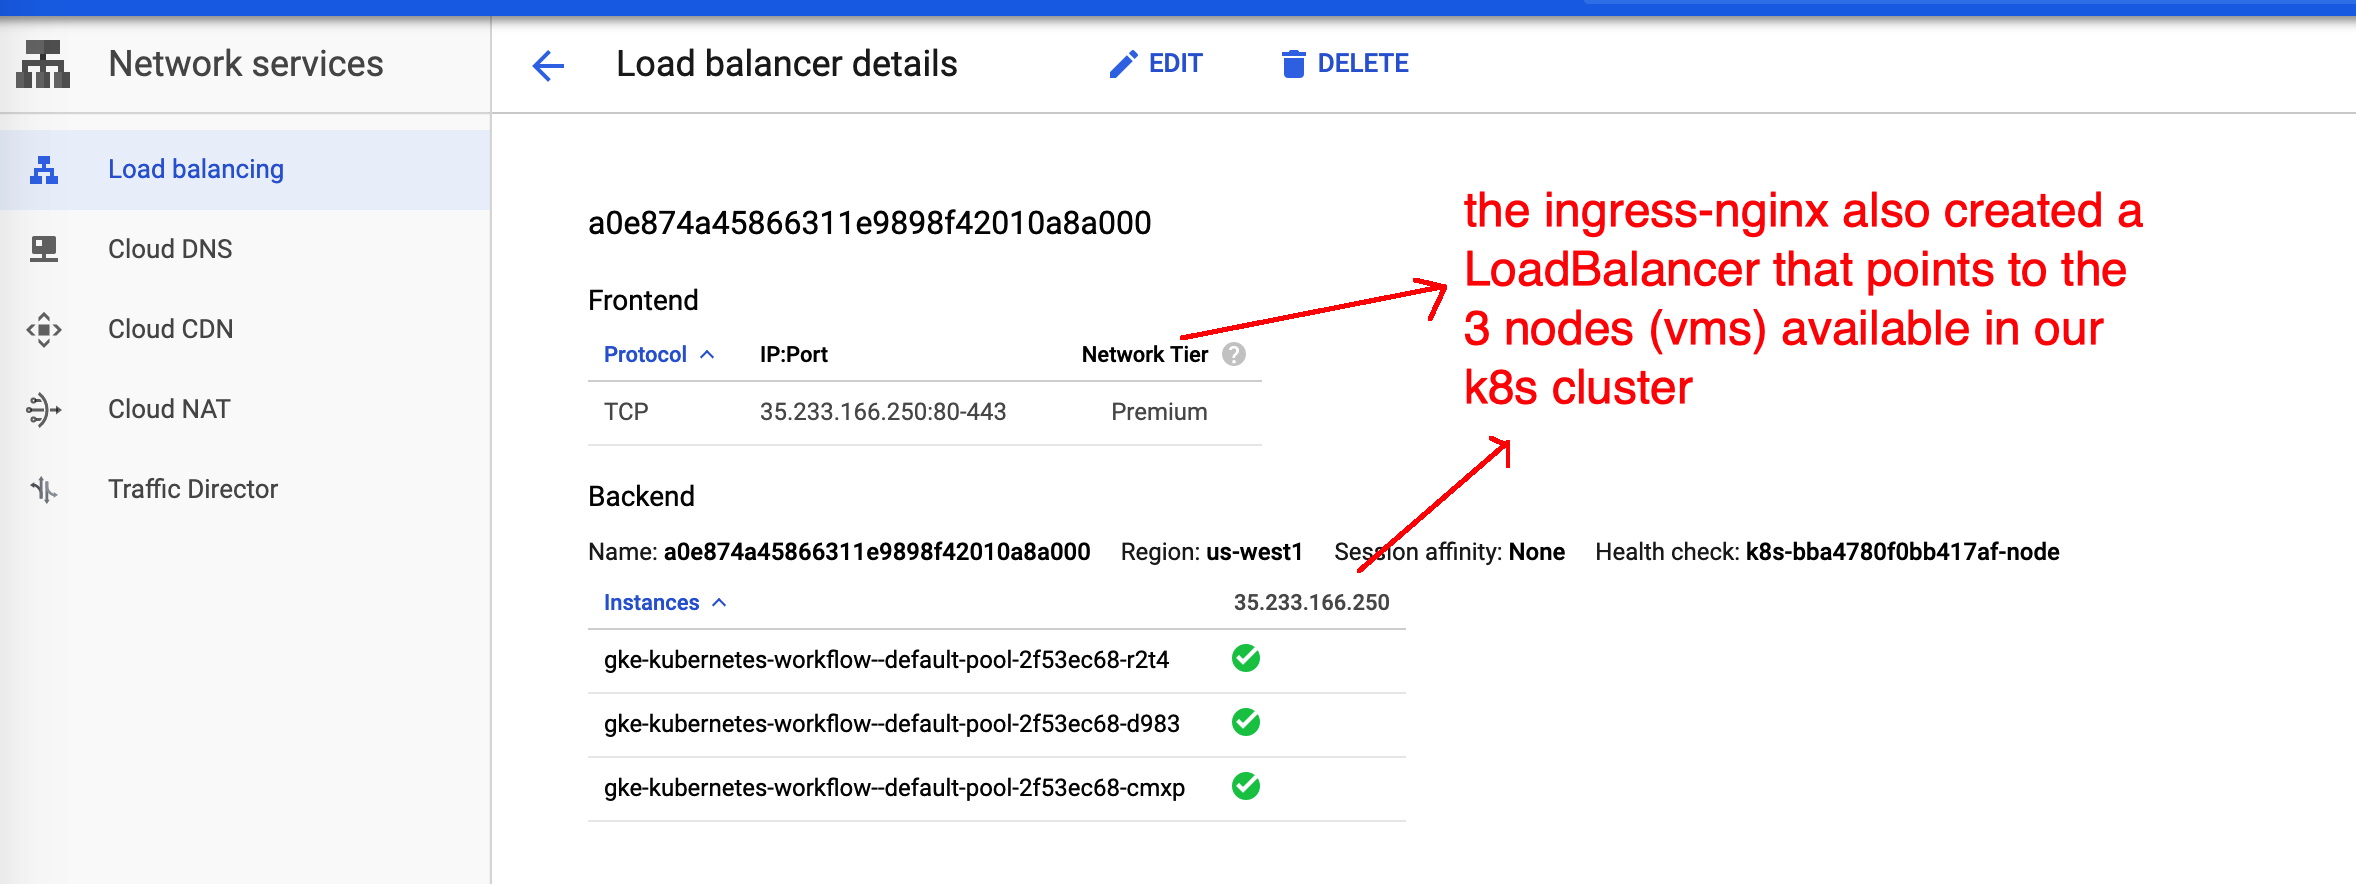 Network services
Load balancer details
EDIT
DELETE
Load balancing
Cloud DNS
Cloud CDN
Cloud NAT
Traffic Director
a0e874a45866311e9898f42010a8a000
Frontend
Protocol IP:Port Network Tier ?
TCP 35.233.166.250:80-443 Premium
the ingress-nginx also created a
LoadBalancer that points to the
3 nodes (vms) available in our
k8s cluster
Backend
Name: a0e874a45866311e9898f42010a8a000 Region: us-west1 Session affinity: None Health check: k8s-bba4780f0bb417af-node
Instances 35.233.166.250
gke-kubernetes-workflow--default-pool-2f53ec68-r2t4
gke-kubernetes-workflow--default-pool-2f53ec68-d983
gke-kubernetes-workflow--default-pool-2f53ec68-cmxp